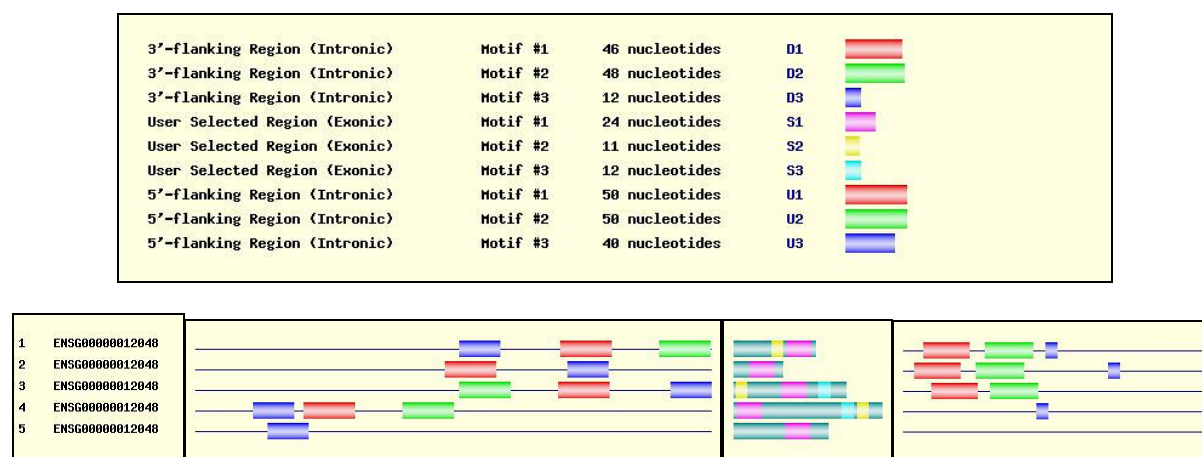 3'-flanking Region (Intronic) Motif #1 46 nucleotides D1
3'-flanking Region (Intronic) Motif #2 48 nucleotides D2
3'-flanking Region (Intronic) Motif #3 12 nucleotides D3
User Selected Region (Exonic) Motif #1 24 nucleotides S1
User Selected Region (Exonic) Motif #2 11 nucleotides S2
User Selected Region (Exonic) Motif #3 12 nucleotides S3
5'-flanking Region (Intronic) Motif #1 50 nucleotides U1
5'-flanking Region (Intronic) Motif #2 50 nucleotides U2
5'-flanking Region (Intronic) Motif #3 40 nucleotides U3
1 ENSG00000012048
2 ENSG00000012048
3 ENSG00000012048
4 ENSG00000012048
5 ENSG00000012048